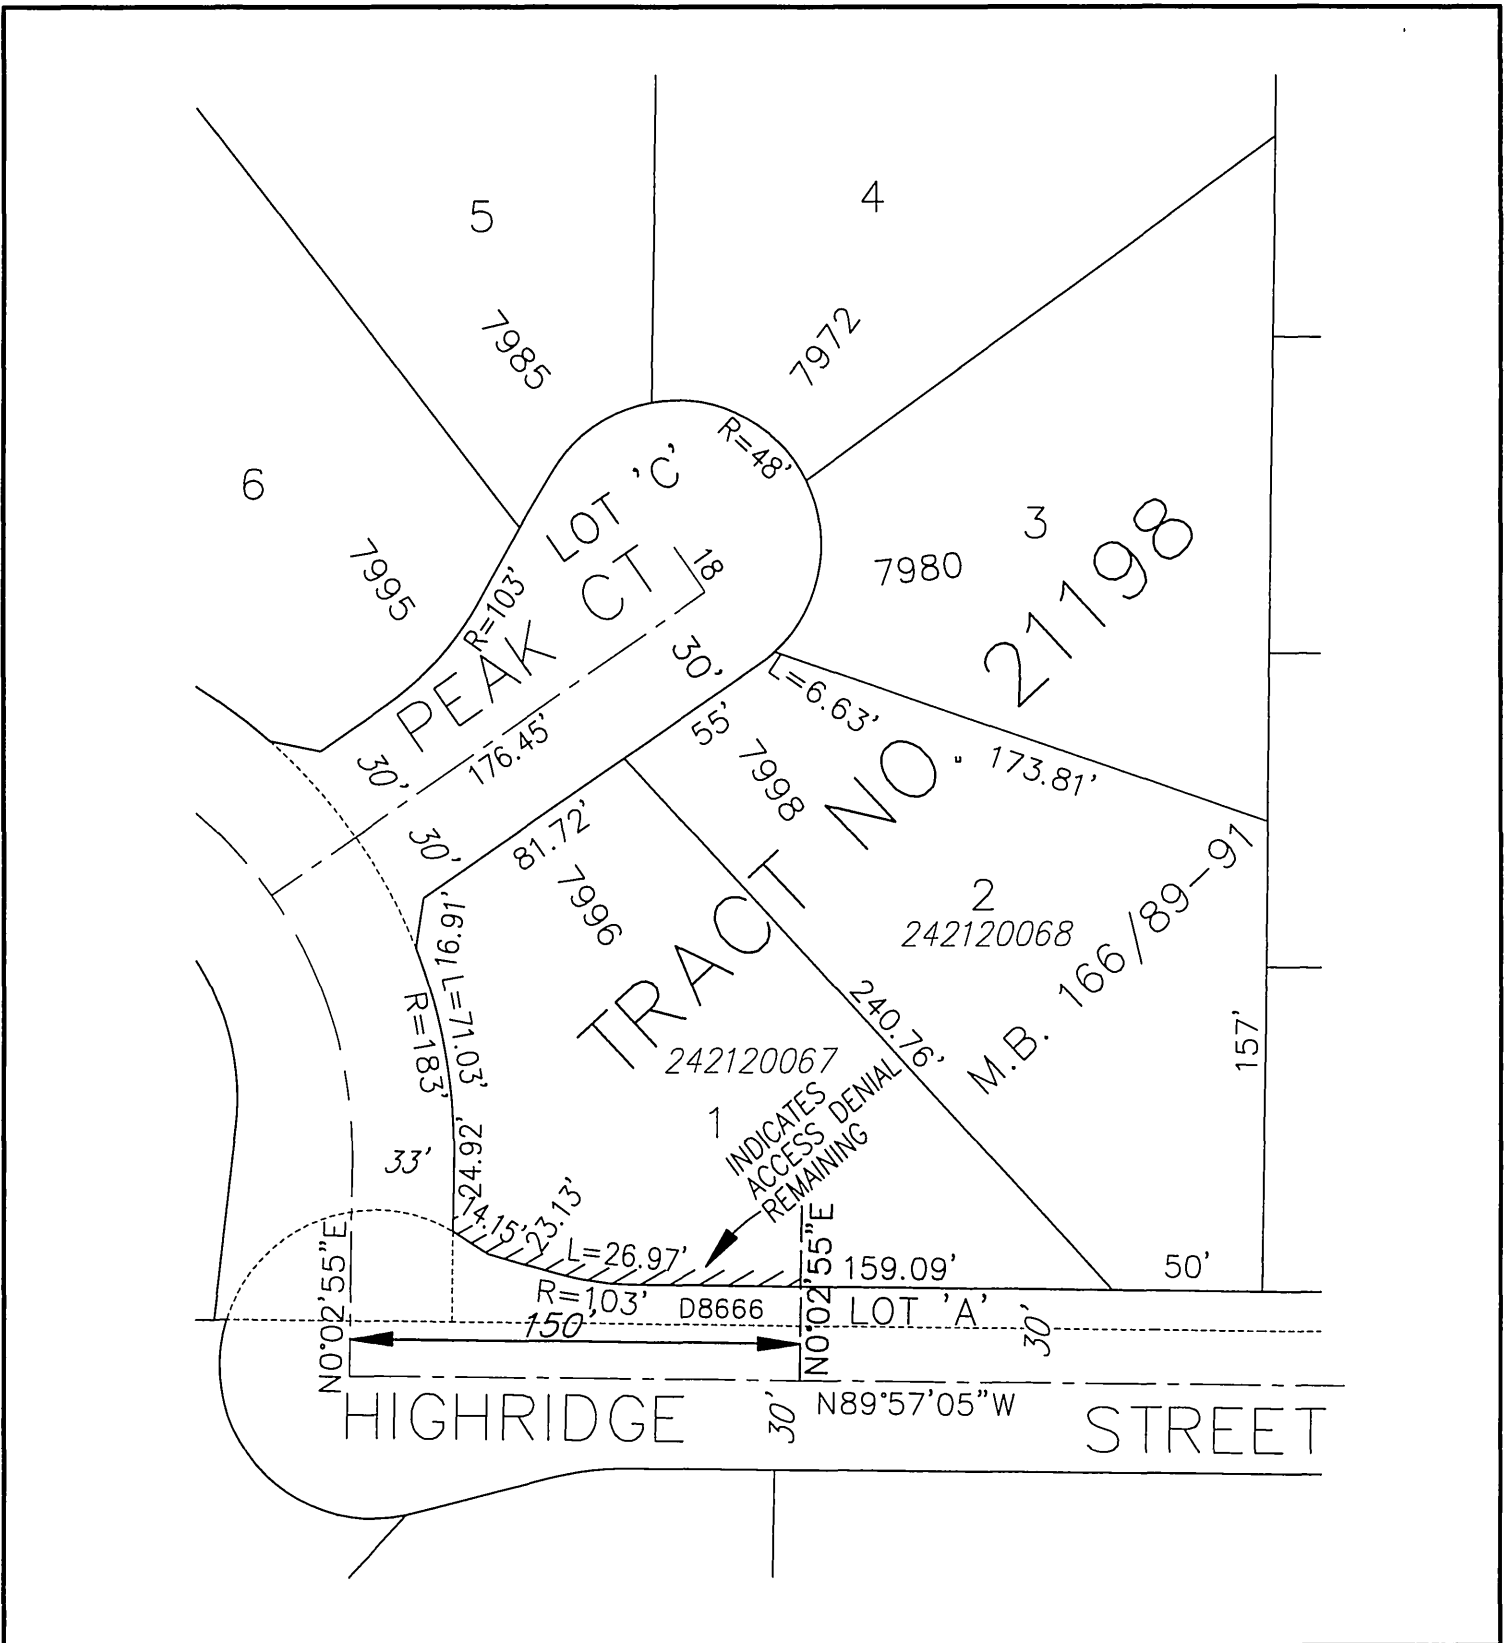 5
4
7985
7972
R=48'
6
LOT 'C'
3
7995
R=103'
PEAK CT
18
7980
TRACT NO. 21198
30'
L=6.63'
55'
173.81'
30'
176.45'
7998
30'
81.72'
7996
2
242120068
M.B. 166/89-91
16.91'
L=71.03'
R=183'
240.76'
157'
242120067
1
INDICATES
ACCESS DENIAL
REMAINING
33'
24.92'
14.15'
23.13'
L=26.97'
R=103'
N0°02'55"E
150'
D8666
N0°02'55"E
159.09'
50'
LOT 'A'
30'
30'
N89°57'05"W
HIGHRIDGE STREET